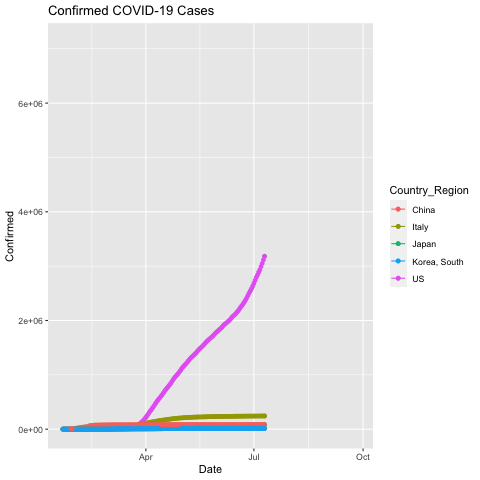 Confirmed COVID-19 Cases
6e+06
4e+06
2e+06
0e+00
Confirmed
Apr
Jul
Oct
Date
Country_Region
China
Italy
Japan
Korea, South
US